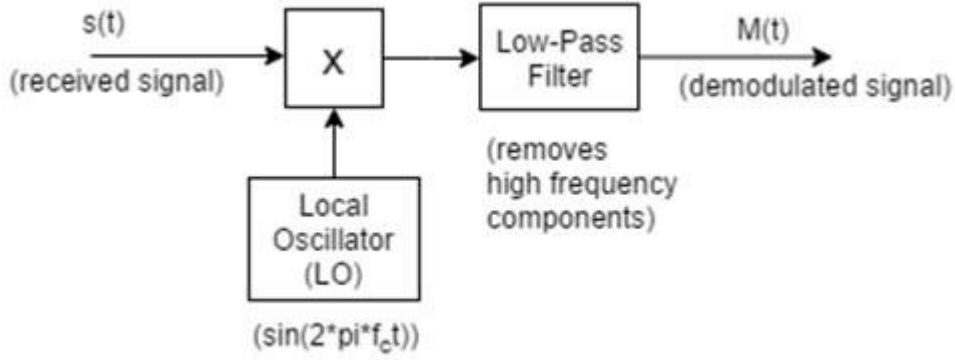 s(t)
(received signal)
X
Low-Pass
Filter
M(t)
(demodulated signal)
(removes
high frequency
components)
Local
Oscillator
(LO)
(sin(2*pi*fct))